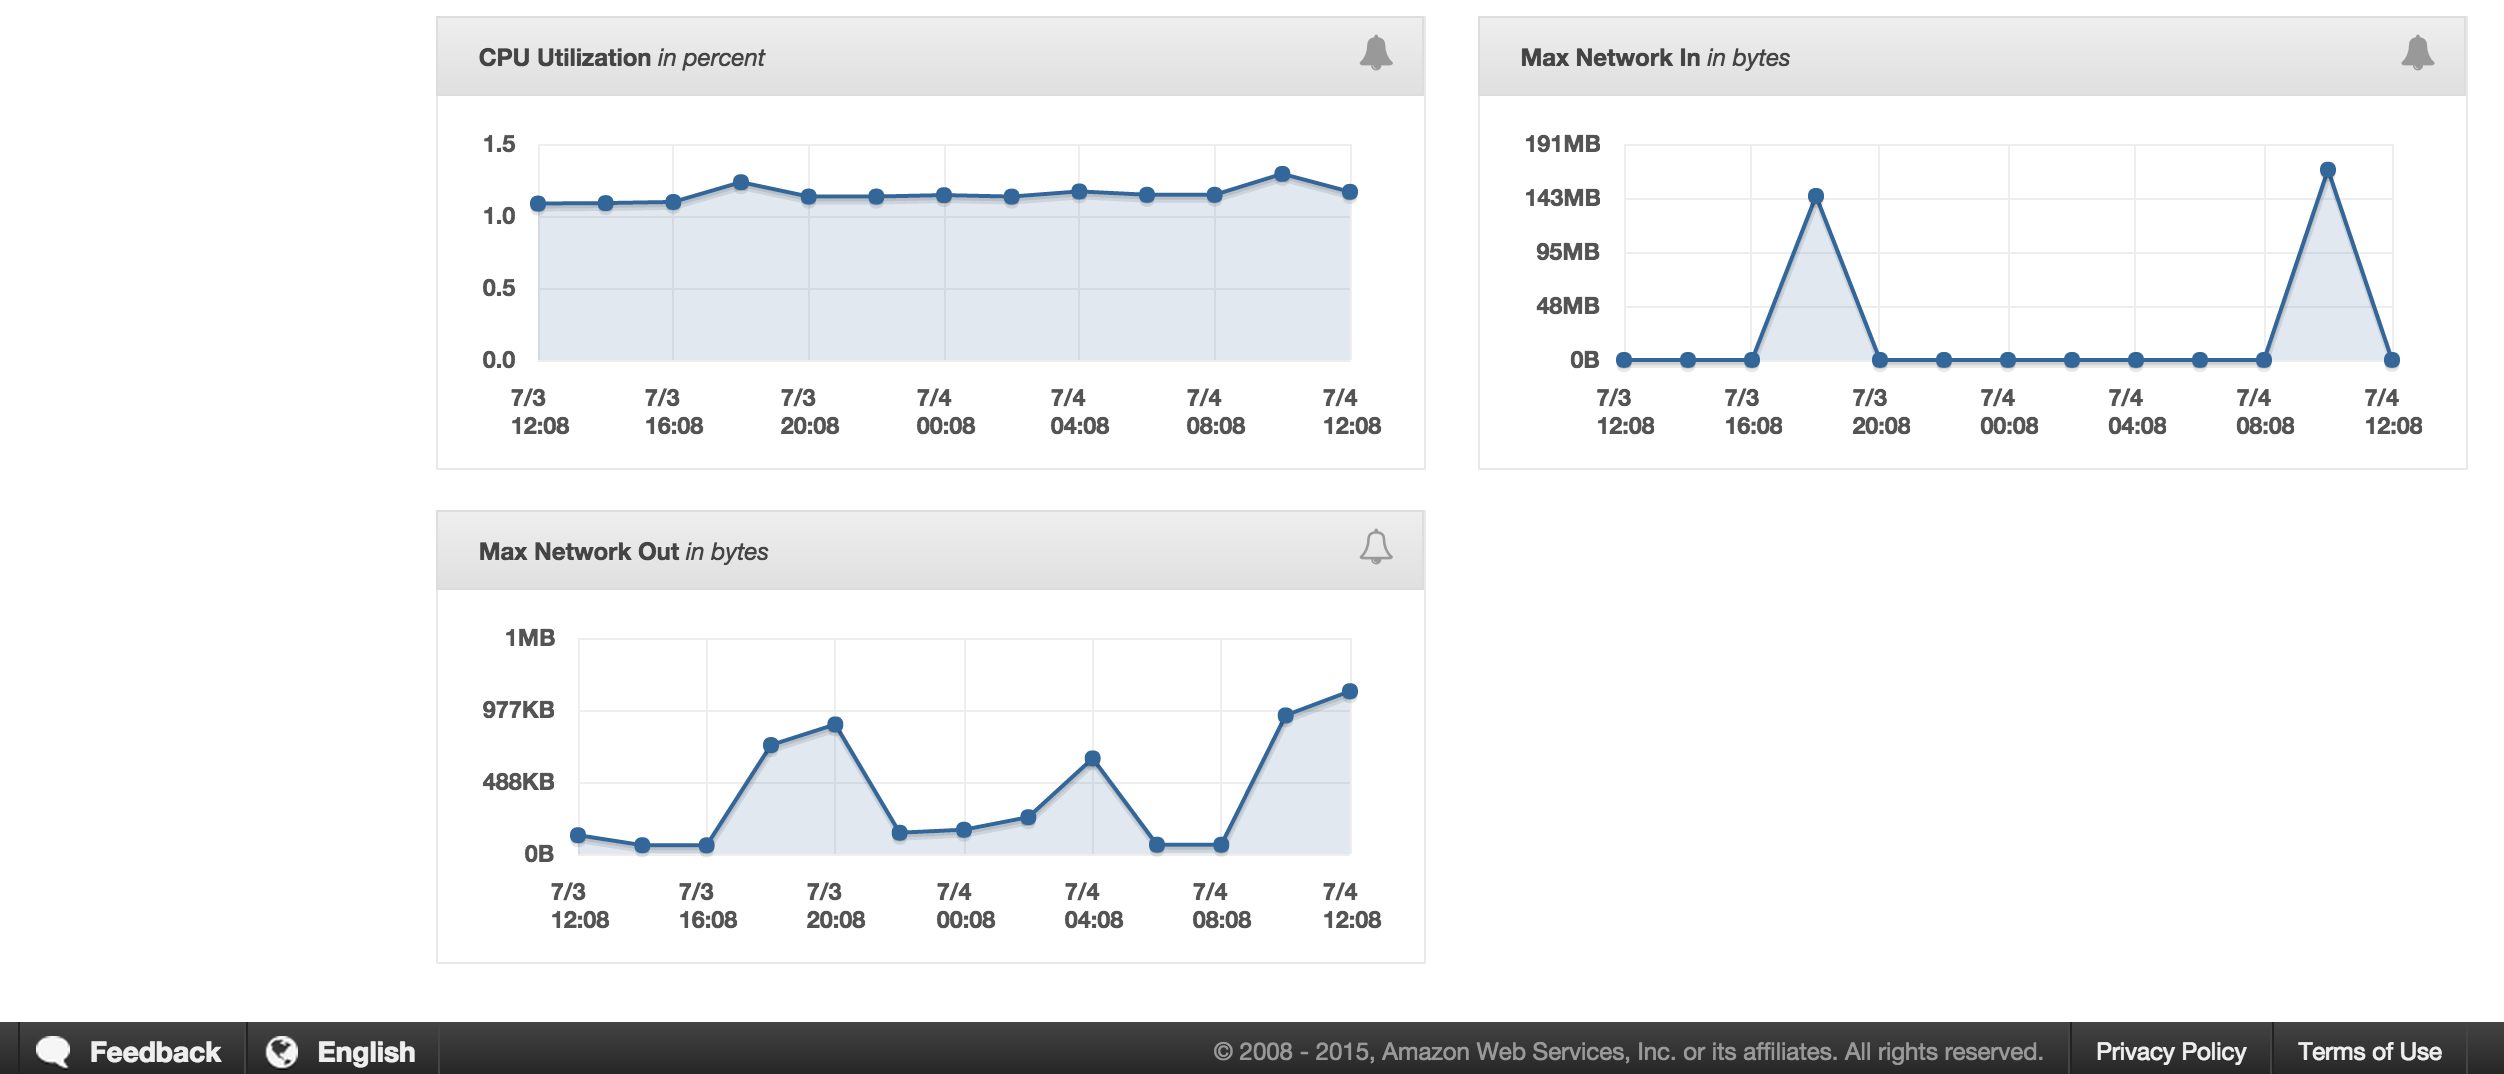 CPU Utilization in percent
1.5
1.0
0.5
0.0
7/3 7/3 7/3 7/4 7/4 7/4 7/4
12:08 16:08 20:08 00:08 04:08 08:08 12:08
Max Network In in bytes
191MB
143MB
95MB
48MB
0B
7/3 7/3 7/3 7/4 7/4 7/4 7/4
12:08 16:08 20:08 00:08 04:08 08:08 12:08
Max Network Out in bytes
1MB
977KB
488KB
0B
7/3 7/3 7/3 7/4 7/4 7/4 7/4
12:08 16:08 20:08 00:08 04:08 08:08 12:08
Feedback English © 2008 - 2015, Amazon Web Services, Inc. or its affiliates. All rights reserved. Privacy Policy Terms of Use